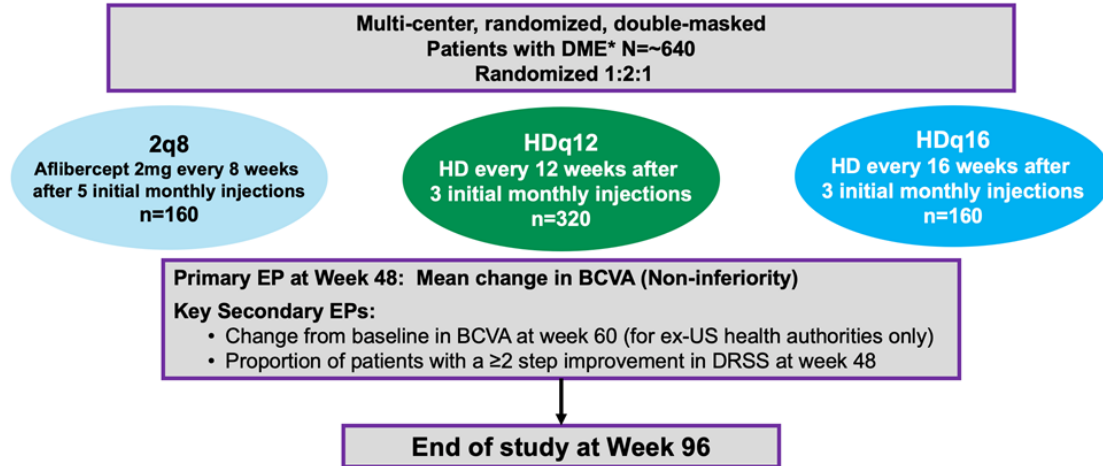 Multi-center, randomized, double-masked
Patients with DME* N=~640
Randomized 1:2:1
2q8
Aflibercept 2mg every 8 weeks
after 5 initial monthly injections
n=160
HDq12
HD every 12 weeks after
3 initial monthly injections
n=320
HDq16
HD every 16 weeks after
3 initial monthly injections
n=160
Primary EP at Week 48: Mean change in BCVA (Non-inferiority)
Key Secondary EPs:
• Change from baseline in BCVA at week 60 (for ex-US health authorities only)
• Proportion of patients with a ≥2 step improvement in DRSS at week 48
End of study at Week 96